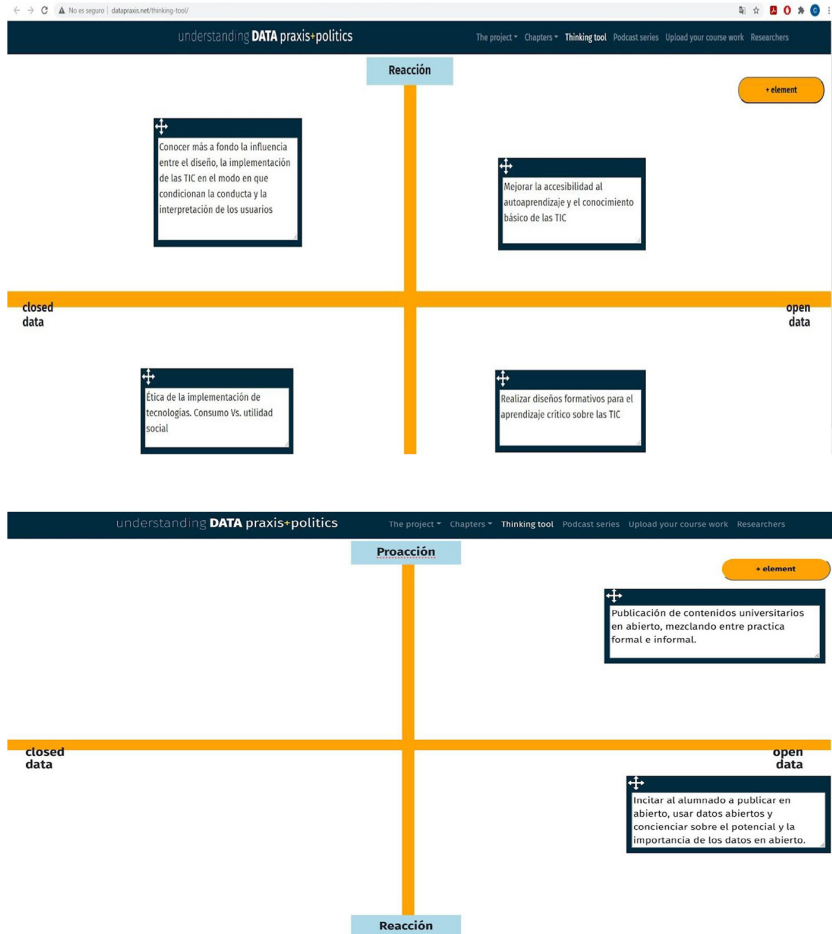 No es seguro | datapraxis.net/thinking-tool/
understanding DATA praxis+politics
The project Chapters Thinking tool Podcast series Upload your course work Researchers
Reacción
+ element
Conocer más a fondo la influencia
entre el diseño, la implementación
de las TIC en el modo en que
condicionan la conducta y la
interpretación de los usuarios
Mejorar la accesibilidad al
autoaprendizaje y el conocimiento
básico de las TIC
closed
data
open
data
Ética de la implementación de
tecnologías. Consumo Vs. utilidad
social
Realizar diseños formativos para el
aprendizaje crítico sobre las TIC
understanding DATA praxis+politics
The project Chapters Thinking tool Podcast series Upload your course work Researchers
Proacción
+ element
Publicación de contenidos universitarios
en abierto, mezclando entre practica
formal e informal.
closed
data
open
data
Incitar al alumnado a publicar en
abierto, usar datos abiertos y
concienciar sobre el potencial y la
importancia de los datos en abierto.
Reacción